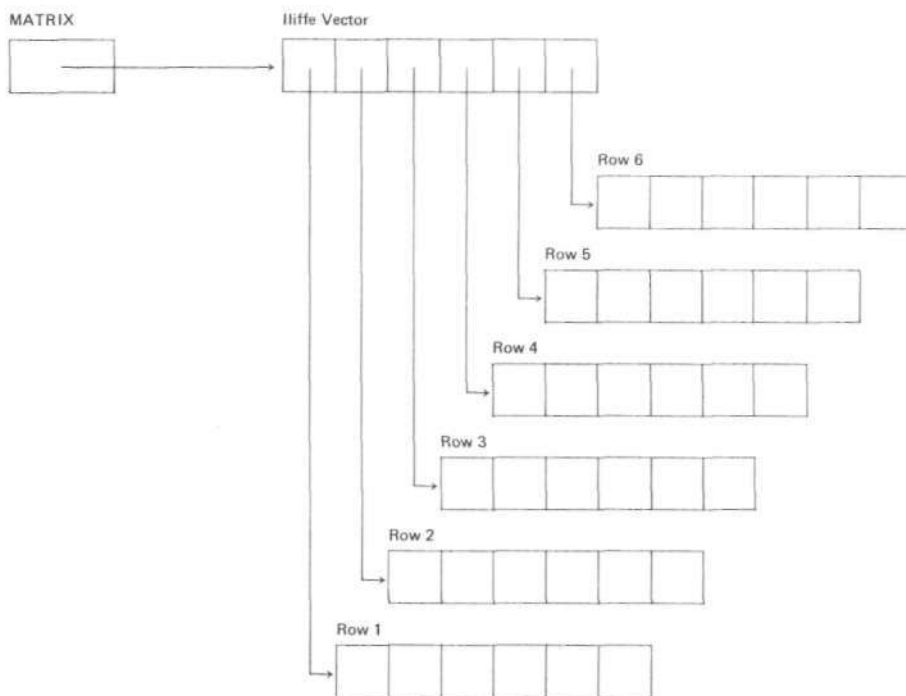 MATRIX
Iliffe Vector
Row 6
Row 5
Row 4
Row 3
Row 2
Row 1